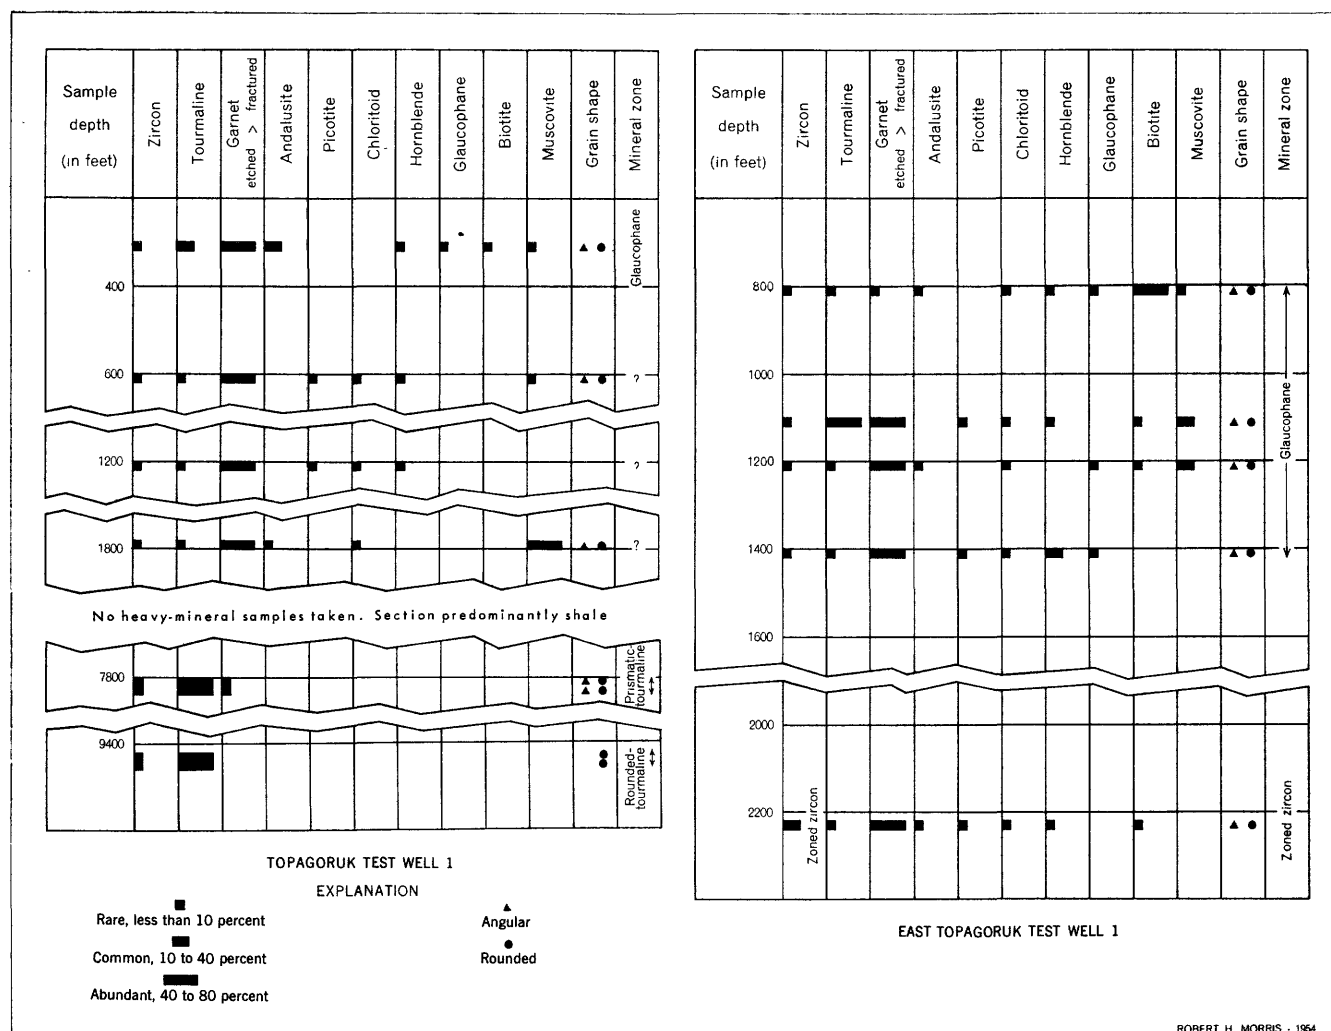 Sample
depth
(in feet)
Zircon
Tourmaline
Garnet
etched > fractured
Andalusite
Picotite
Chloritoid
Hornblende
Glaucophane
Biotite
Muscovite
Grain shape
Mineral zone
Glaucophane
400
600
?
1200
?
1800
?
No heavy-mineral samples taken. Section predominantly shale
7800
Prismatic-
tourmaline
9400
Rounded-
tourmaline
TOPAGORUK TEST WELL 1
EXPLANATION
Rare, less than 10 percent
Common, 10 to 40 percent
Abundant, 40 to 80 percent
Angular
Rounded
Sample
depth
(in feet)
Zircon
Tourmaline
Garnet
etched > fractured
Andalusite
Picotite
Chloritoid
Hornblende
Glaucophane
Biotite
Muscovite
Grain shape
Mineral zone
800
1000
Glaucophane
1200
1400
1600
2000
2200
Zoned zircon
Zoned zircon
EAST TOPAGORUK TEST WELL 1
ROBERT H. MORRIS - 1954